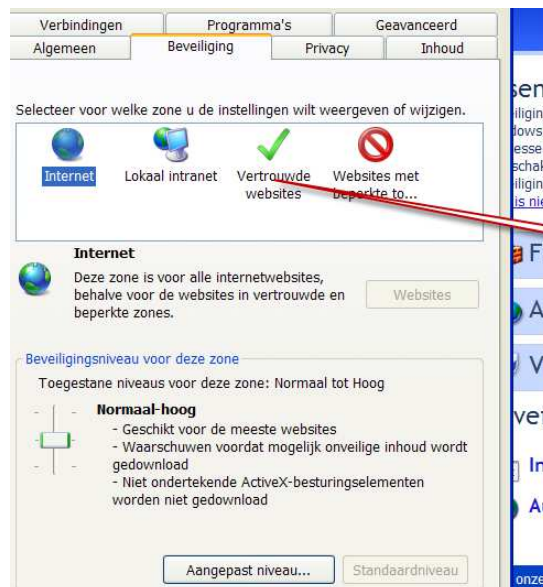 Verbindingen Programma's Geavanceerd
Algemeen Beveiliging Privacy Inhoud
Selecteer voor welke zone u de instellingen wilt weergeven of wijzigen.
Internet Lokaal intranet Vertrouwde websites Websites met beperkte to...
Internet
Deze zone is voor alle internetwebsites,
behalve voor de websites in vertrouwde en
beperkte zones.
Websites
Beveiligingsniveau voor deze zone
Toegestane niveaus voor deze zone: Normaal tot Hoog
Normaal-hoog
- Geschikt voor de meeste websites
- Waarschuwen voordat mogelijk onveilige inhoud wordt
gedownload
- Niet ondertekende ActiveX-besturingselementen
worden niet gedownload
Aangepast niveau... Standaardniveau